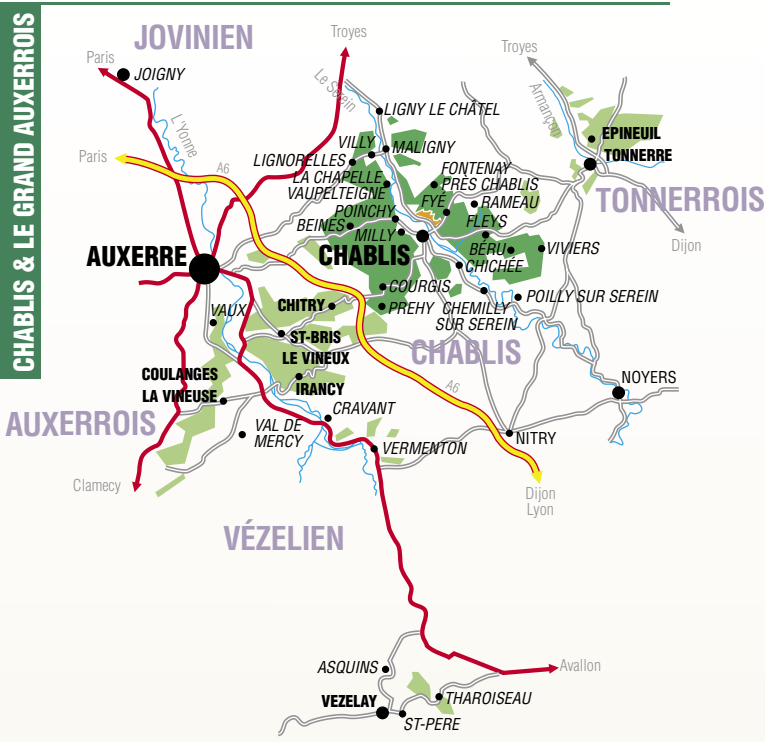 CHABLIS & LE GRAND AUXERROIS
JOVINIEN
Troyes
Troyes
Paris
JOIGNY
Le Serein
Armançon
L'Yonne
LIGNY LE CHÂTEL
EPINEUIL
TONNERRE
VILLY
MALIGNY
Paris
A6
LIGNORELLES
LA CHAPELLE
VAUPELTEIGNE
FONTENAY
PRÈS CHABLIS
TONNERROIS
FYÉ
RAMEAU
POINCHY
FLEYS
BEINES
MILLY
Dijon
AUXERRE
CHABLIS
BÉRU
VIVIERS
CHICHÉE
COURGIS
CHITRY
PREHY
CHEMILLY
SUR SEREIN
POILLY SUR SEREIN
VAUX
ST-BRIS
LE VINEUX
CHABLIS
COULANGES
LA VINEUSE
IRANCY
A6
NOYERS
CRAVANT
AUXERROIS
VAL DE
MERCY
NITRY
VERMENTON
Clamecy
Dijon
Lyon
VÉZELIEN
ASQUINS
Avallon
VEZELAY
THAROISEAU
ST-PERE